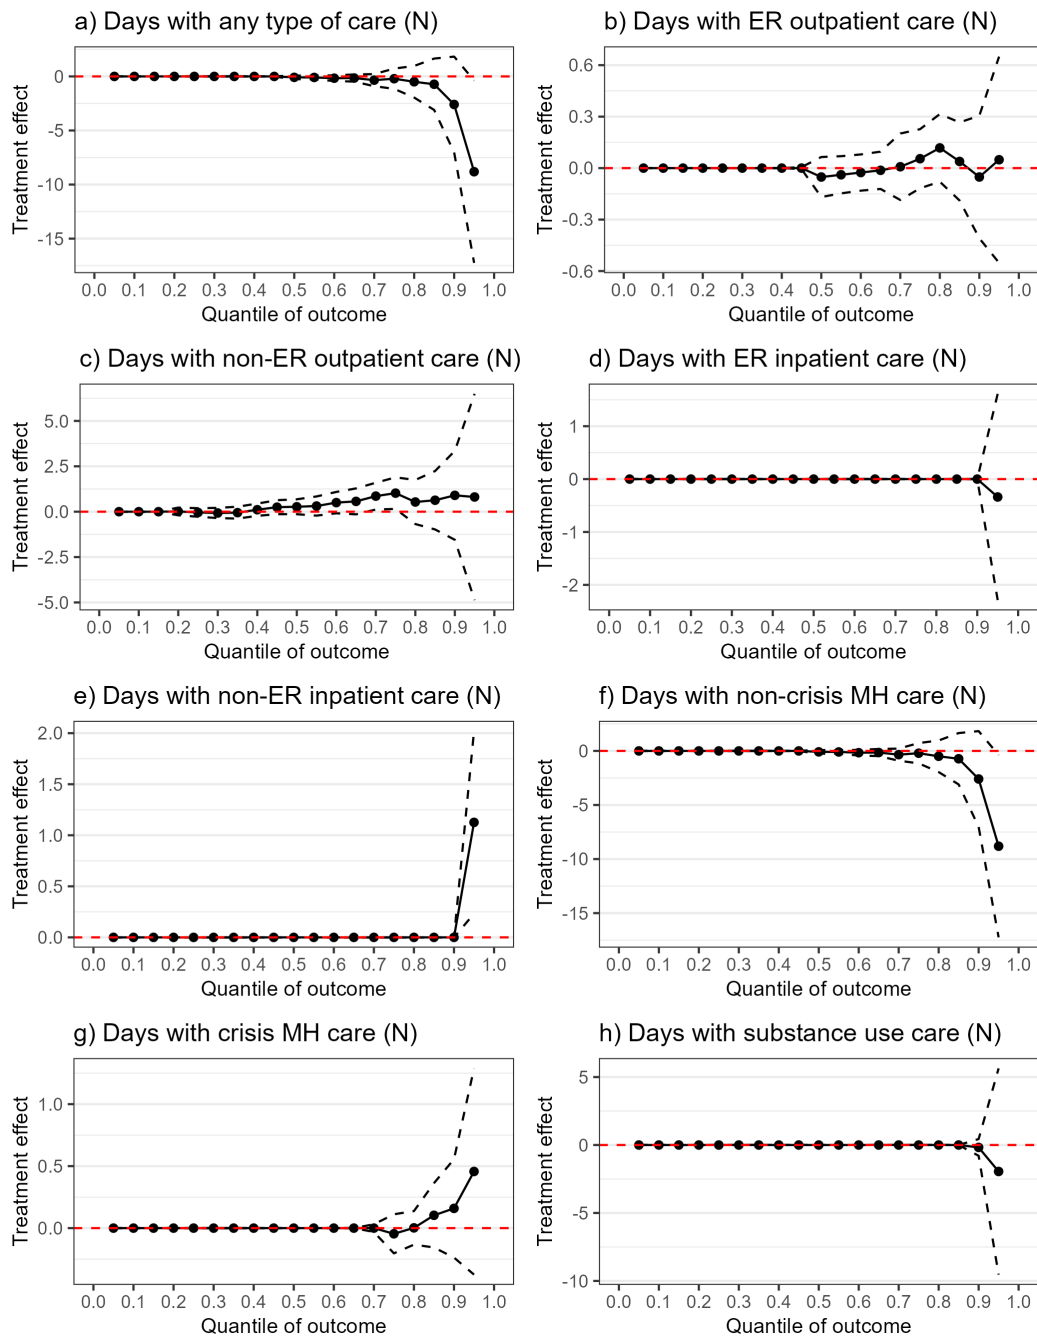 a) Days with any type of care (N)
Treatment effect
0
-5
-10
-15
0.0 0.1 0.2 0.3 0.4 0.5 0.6 0.7 0.8 0.9 1.0
Quantile of outcome
b) Days with ER outpatient care (N)
Treatment effect
0.6
0.3
0.0
-0.3
-0.6
0.0 0.1 0.2 0.3 0.4 0.5 0.6 0.7 0.8 0.9 1.0
Quantile of outcome
c) Days with non-ER outpatient care (N)
Treatment effect
5.0
2.5
0.0
-2.5
-5.0
0.0 0.1 0.2 0.3 0.4 0.5 0.6 0.7 0.8 0.9 1.0
Quantile of outcome
d) Days with ER inpatient care (N)
Treatment effect
1
0
-1
-2
0.0 0.1 0.2 0.3 0.4 0.5 0.6 0.7 0.8 0.9 1.0
Quantile of outcome
e) Days with non-ER inpatient care (N)
Treatment effect
2.0
1.5
1.0
0.5
0.0
0.0 0.1 0.2 0.3 0.4 0.5 0.6 0.7 0.8 0.9 1.0
Quantile of outcome
f) Days with non-crisis MH care (N)
Treatment effect
0
-5
-10
-15
0.0 0.1 0.2 0.3 0.4 0.5 0.6 0.7 0.8 0.9 1.0
Quantile of outcome
g) Days with crisis MH care (N)
Treatment effect
1.0
0.5
0.0
0.0 0.1 0.2 0.3 0.4 0.5 0.6 0.7 0.8 0.9 1.0
Quantile of outcome
h) Days with substance use care (N)
Treatment effect
5
0
-5
-10
0.0 0.1 0.2 0.3 0.4 0.5 0.6 0.7 0.8 0.9 1.0
Quantile of outcome